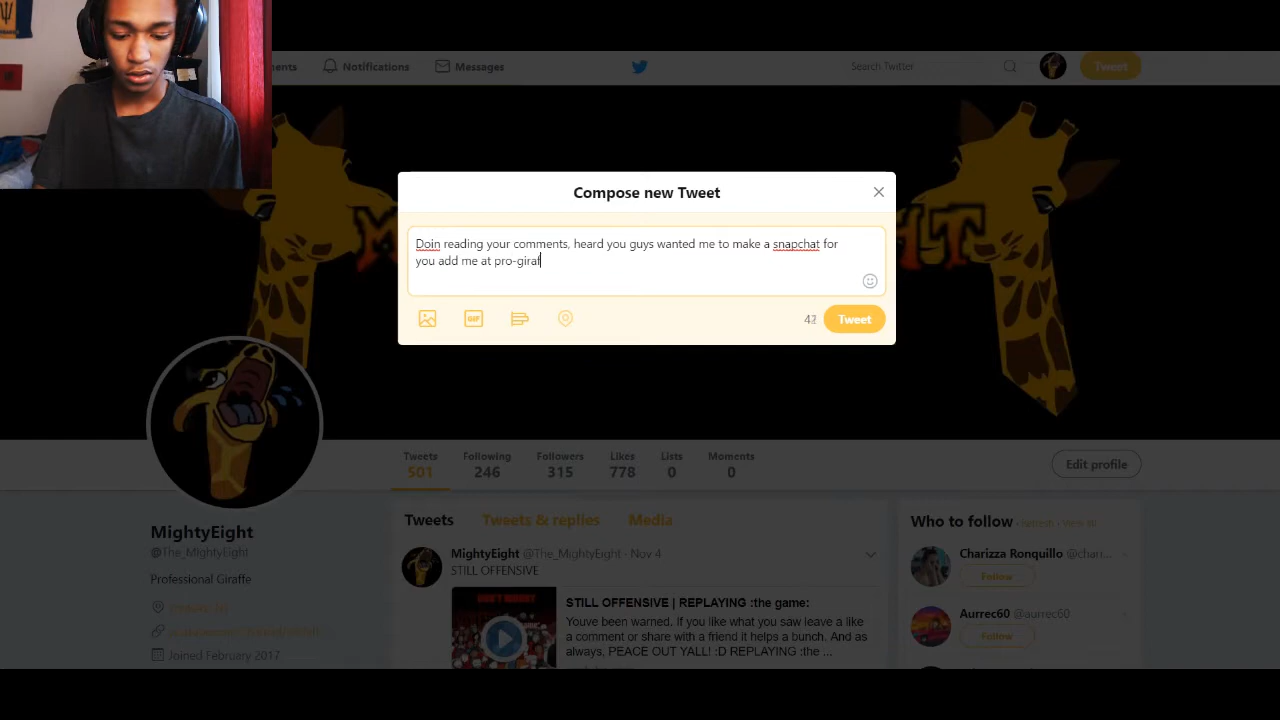 Notifications
Messages
Search Twitter
Tweet
Compose new Tweet
Doin reading your comments, heard you guys wanted me to make a snapchat for
you add me at pro-giraf
GIF
Tweet
Tweets
Following
Followers
Likes
Lists
Moments
501
246
315
778
0
0
Edit profile
MightyEight
@The_MightyEight
Professional Giraffe
Joined February 2017
Tweets
Tweets & replies
Media
MightyEight @The_MightyEight · Nov 4
STILL OFFENSIVE
STILL OFFENSIVE | REPLAYING :the game:
Youve been warned. If you like what you saw leave a like
a comment or share with a friend it helps a bunch. And as
always, PEACE OUT YALL! :D REPLAYING :the ...
Who to follow · Refresh · View all
Charizza Ronquillo @chari...
Follow
Aurrec60 @aurrec60
Follow